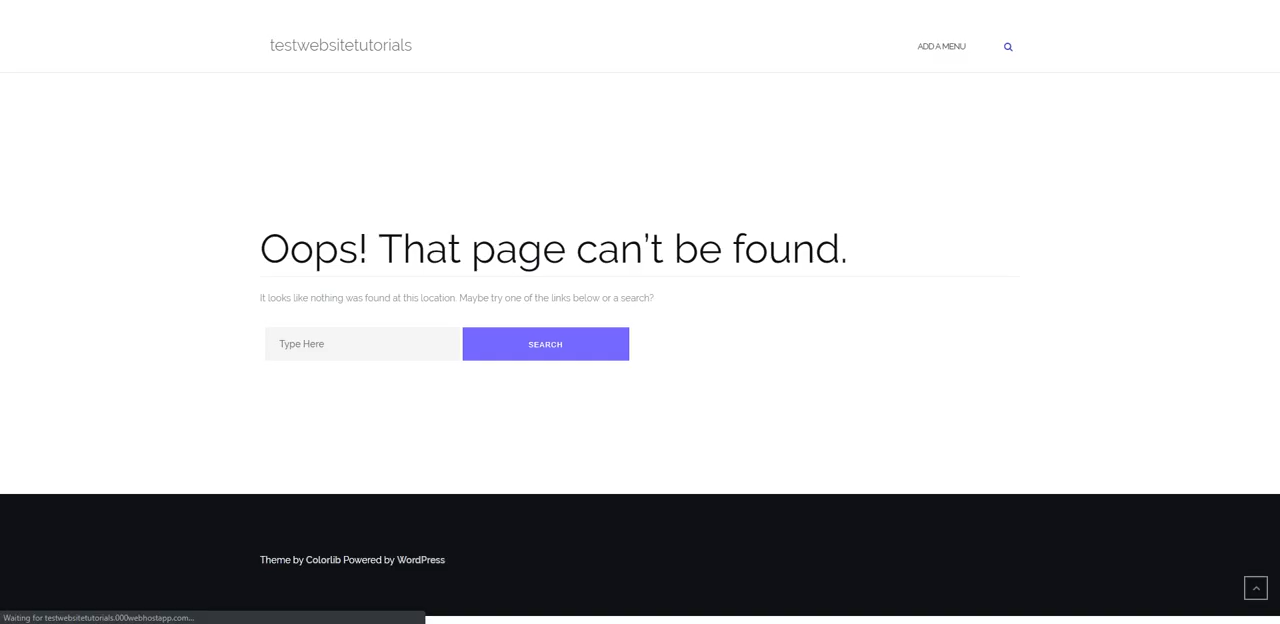 testwebsitetutorials
ADD A MENU
Oops! That page can’t be found.
It looks like nothing was found at this location. Maybe try one of the links below or a search?
Type Here
SEARCH
Theme by Colorlib Powered by WordPress
Waiting for testwebsitetutorials.000webhostapp.com...